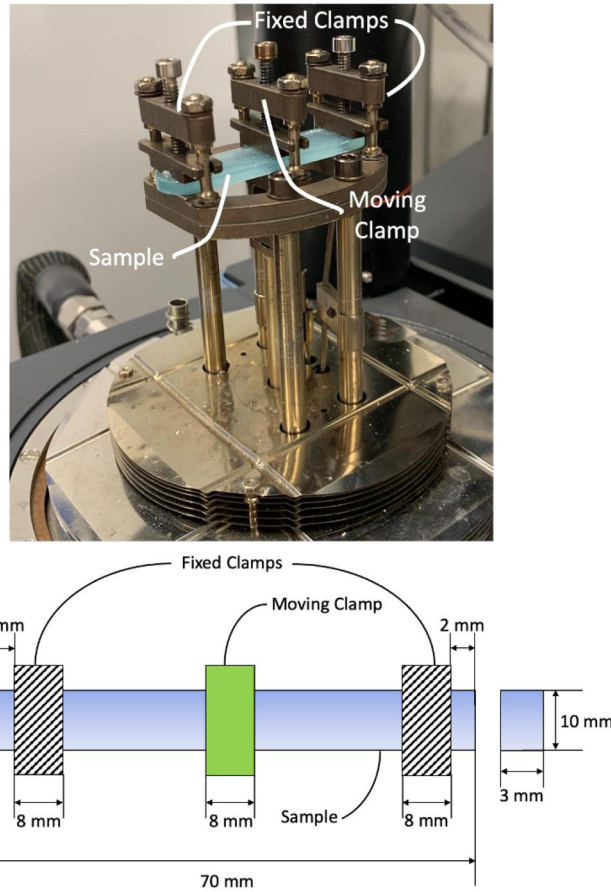 Fixed Clamps
Moving
Clamp
Sample
Fixed Clamps
Moving Clamp
mm
2 mm
10 mm
3 mm
8 mm
8 mm
Sample
8 mm
70 mm